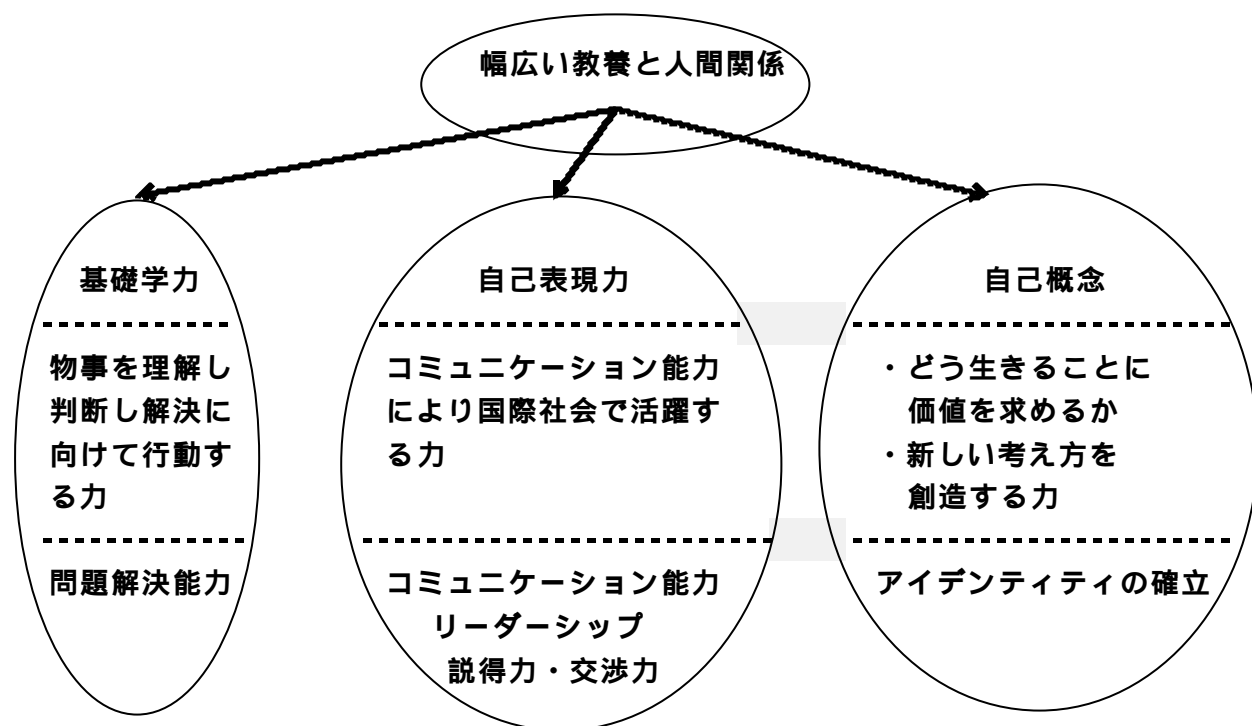 幅広い教養と人間関係
基礎学力
物事を理解し
判断し解決に
向けて行動す
る力
問題解決能力
自己表現力
コミュニケーション能力
により国際社会で活躍す
る力
コミュニケーション能力
リーダーシップ
説得力・交渉力
自己概念
・どう生きることに
価値を求めるか
・新しい考え方を
創造する力
アイデンティティの確立